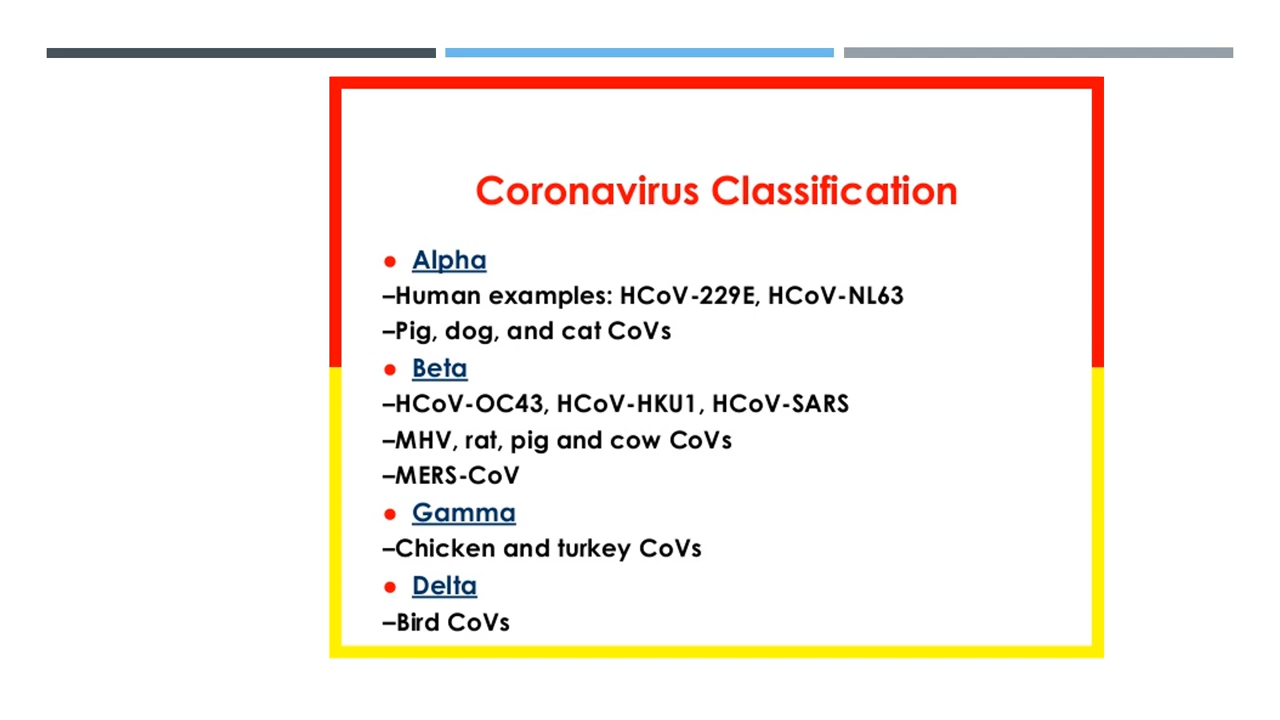 Coronavirus Classification
• Alpha
–Human examples: HCoV-229E, HCoV-NL63
–Pig, dog, and cat CoVs
• Beta
–HCoV-OC43, HCoV-HKU1, HCoV-SARS
–MHV, rat, pig and cow CoVs
–MERS-CoV
• Gamma
–Chicken and turkey CoVs
• Delta
–Bird CoVs